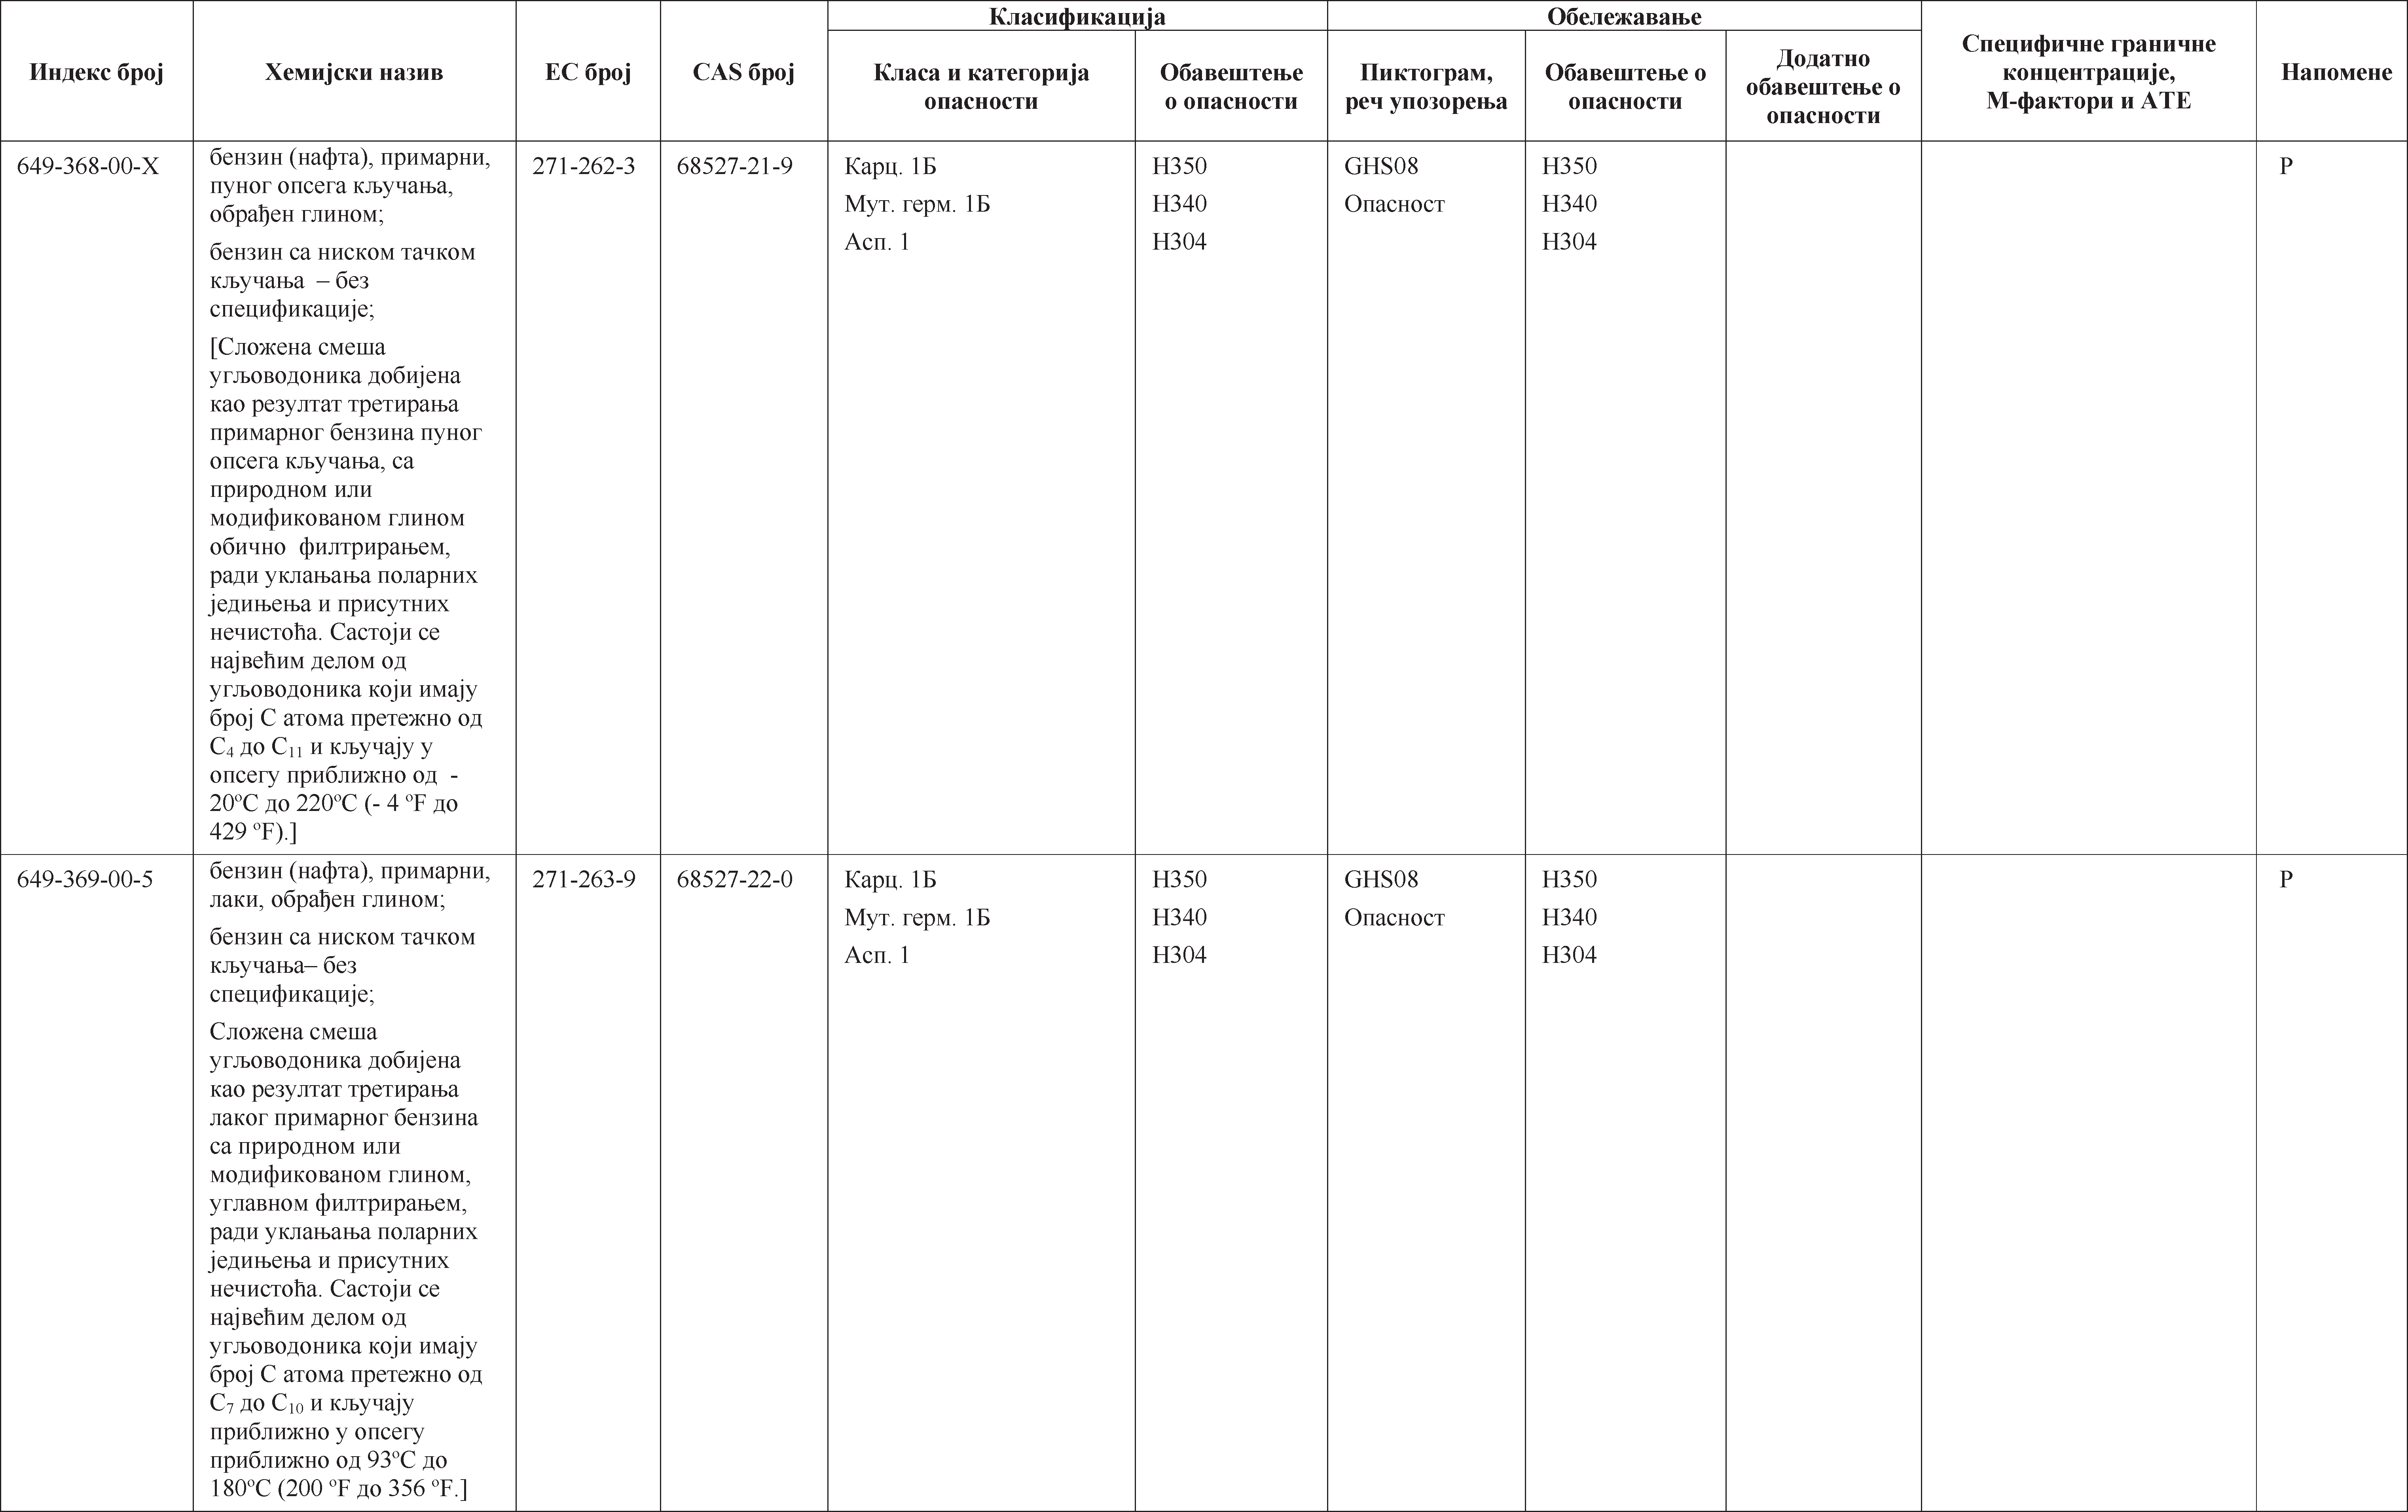 Индекс број
Хемијски назив
ЕС број
CAS број
Класификација
Класа и категорија
опасности
Обавештење
о опасности
Обележавање
Пиктограм,
реч упозорења
Обавештење о
опасности
Додатно
обавештење о
опасности
Специфичне граничне
концентрације,
М-фактори и АТЕ
Напомене
649-368-00-X
бензин (нафта), примарни,
пуног опсега кључања,
обрађен глином;
бензин са ниском тачком
кључања – без
спецификације;
[Сложена смеша
угљоводоника добијена
као резултат третирања
примарног бензина пуног
опсега кључања, са
природном или
модификованом глином
обично филтрирањем,
ради уклањања поларних
једињења и присутних
нечистоћа. Састоји се
највећим делом од
угљоводоника који имају
број C атома претежно од
C₄ до C₁₁ и кључају у
опсегу приближно од -
20ºC до 220ºC (- 4 ºF до
429 ºF).]
271-262-3
68527-21-9
Карц. 1Б
Мут. герм. 1Б
Асп. 1
H350
H340
H304
GHS08
Опасност
H350
H340
H304
P
649-369-00-5
бензин (нафта), примарни,
лаки, обрађен глином;
бензин са ниском тачком
кључања– без
спецификације;
Сложена смеша
угљоводоника добијена
као резултат третирања
лаког примарног бензина
са природном или
модификованом глином,
углавном филтрирањем,
ради уклањања поларних
једињења и присутних
нечистоћа. Састоји се
највећим делом од
угљоводоника који имају
број C атома претежно од
C₇ до C₁₀ и кључају
приближно у опсегу
приближно од 93ºC до
180ºC (200 ºF до 356 ºF.]
271-263-9
68527-22-0
Карц. 1Б
Мут. герм. 1Б
Асп. 1
H350
H340
H304
GHS08
Опасност
H350
H340
H304
P